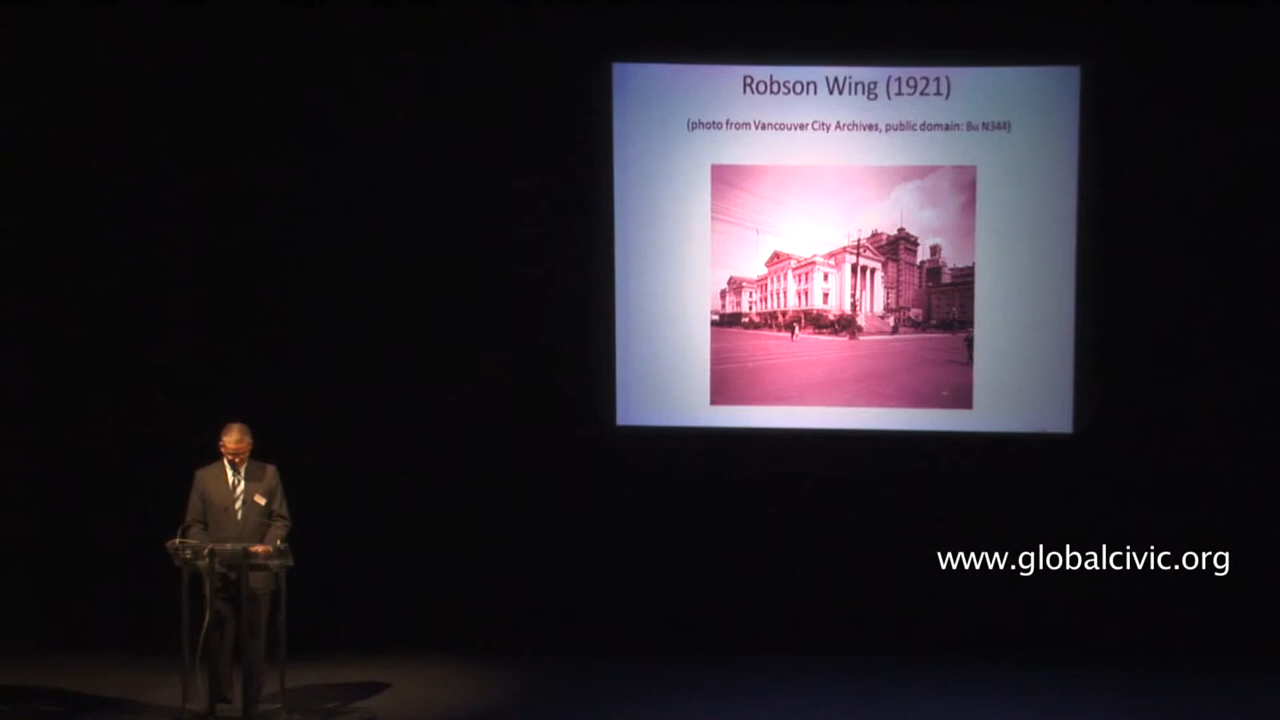 Robson Wing (1921)
(photo from Vancouver City Archives, public domain: Bu N344)
www.globalcivic.org